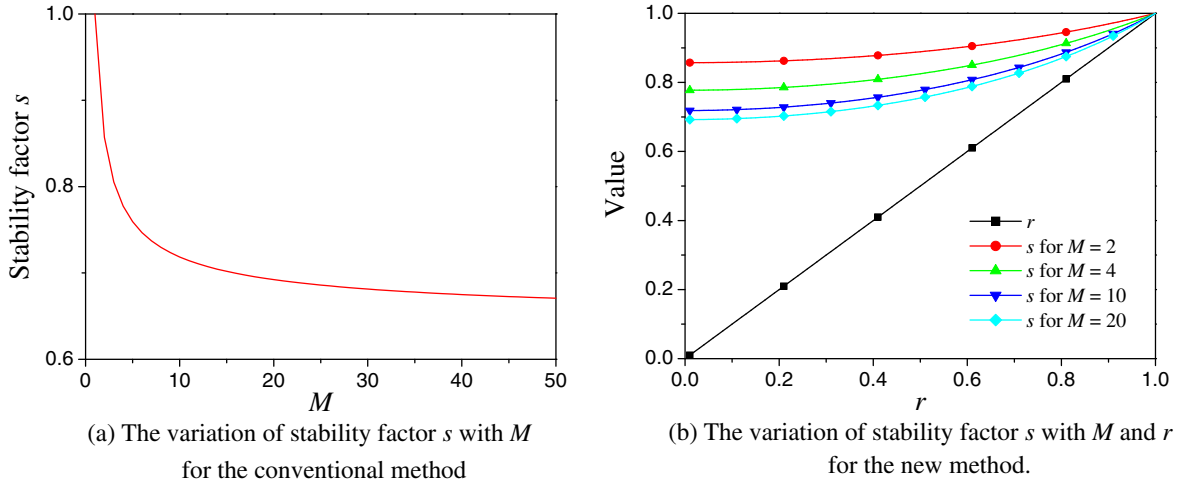 1.0
0.8
0.6
Stability factor s
0
10
20
30
40
50
M
(a) The variation of stability factor s with M
for the conventional method
1.0
0.8
0.6
0.4
0.2
0.0
Value
r
s for M = 2
s for M = 4
s for M = 10
s for M = 20
0.0
0.2
0.4
0.6
0.8
1.0
r
(b) The variation of stability factor s with M and r
for the new method.